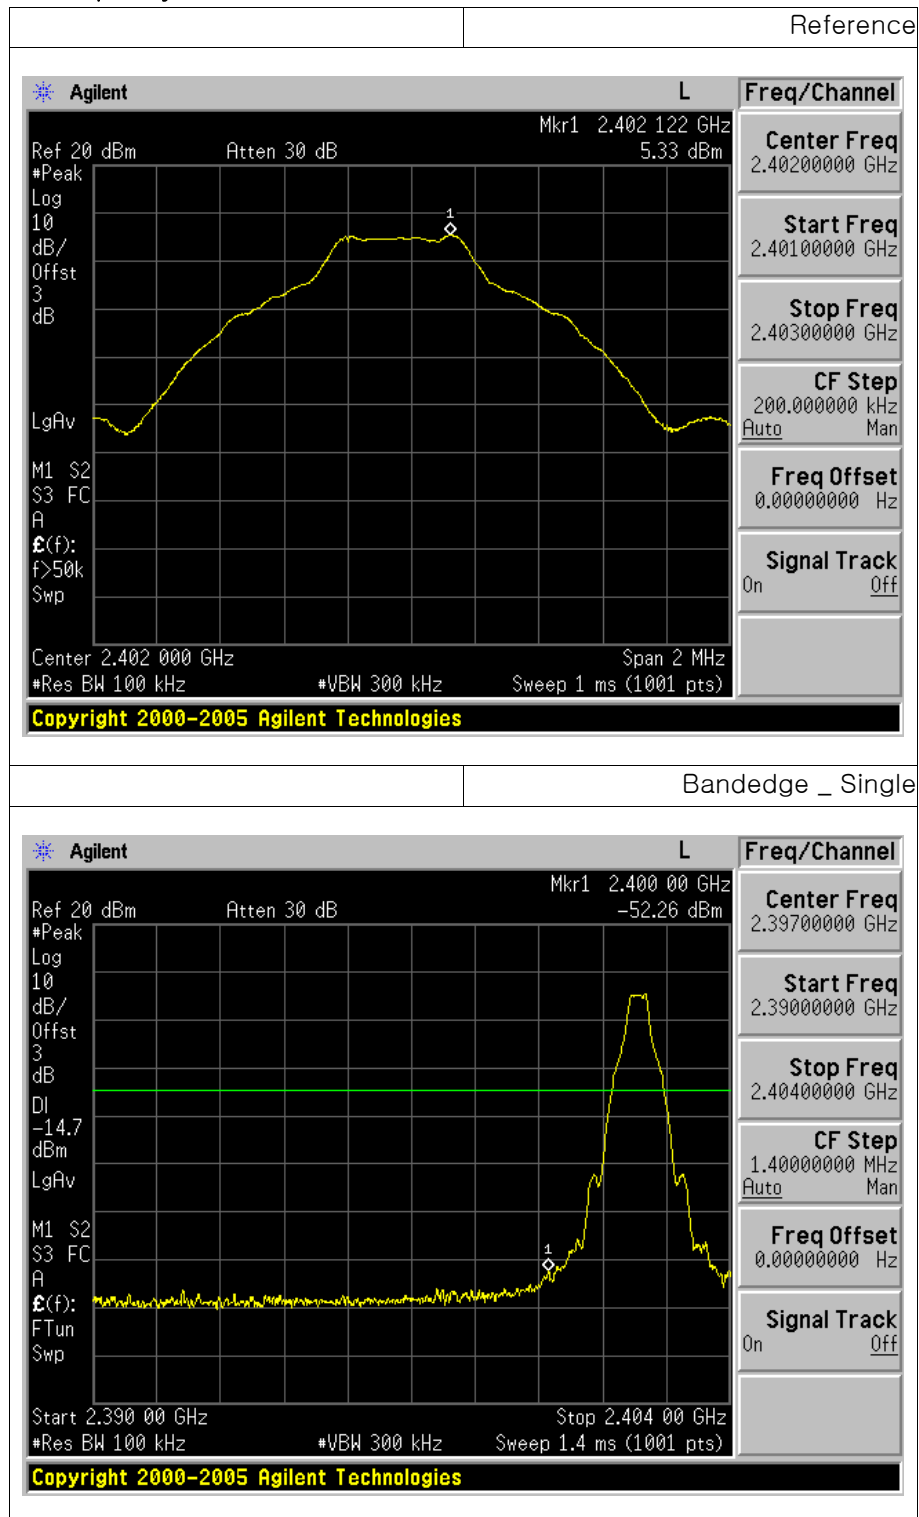 Reference
Agilent L Freq/Channel
Mkr1 2.402 122 GHz
Ref 20 dBm Atten 30 dB 5.33 dBm
#Peak
Log
10
dB/
Offst
3
dB
LgAv
M1 S2
S3 FC
A
£(f):
f>50k
Swp
1
Center 2.402 000 GHz Span 2 MHz
#Res BW 100 kHz #VBW 300 kHz Sweep 1 ms (1001 pts)
Copyright 2000-2005 Agilent Technologies
Center Freq
2.40200000 GHz
Start Freq
2.40100000 GHz
Stop Freq
2.40300000 GHz
CF Step
200.000000 kHz
Auto Man
Freq Offset
0.00000000 Hz
Signal Track
On Off
Bandedge _ Single
Agilent L Freq/Channel
Mkr1 2.400 00 GHz
Ref 20 dBm Atten 30 dB -52.26 dBm
#Peak
Log
10
dB/
Offst
3
dB
DI
-14.7
dBm
LgAv
M1 S2
S3 FC
A
£(f):
FTun
Swp
1
Start 2.390 00 GHz Stop 2.404 00 GHz
#Res BW 100 kHz #VBW 300 kHz Sweep 1.4 ms (1001 pts)
Copyright 2000-2005 Agilent Technologies
Center Freq
2.39700000 GHz
Start Freq
2.39000000 GHz
Stop Freq
2.40400000 GHz
CF Step
1.40000000 MHz
Auto Man
Freq Offset
0.00000000 Hz
Signal Track
On Off